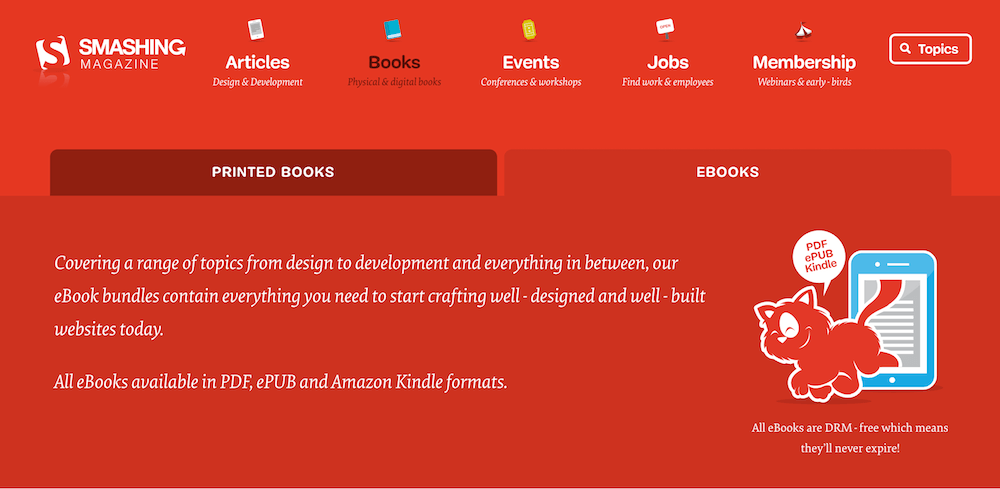 SMASHING
MAGAZINE
Articles
Design & Development
Books
Physical & digital books
Events
Conferences & workshops
OPEN
Jobs
Find work & employees
Membership
Webinars & early - birds
Topics
PRINTED BOOKS
EBOOKS
Covering a range of topics from design to development and everything in between, our
eBook bundles contain everything you need to start crafting well - designed and well - built
websites today.
All eBooks available in PDF, ePUB and Amazon Kindle formats.
PDF
ePUB
Kindle
All eBooks are DRM - free which means
they’ll never expire!